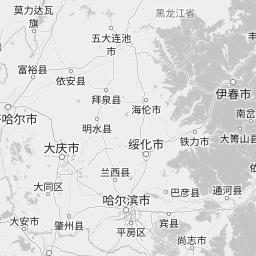 莫力达瓦
旗
黑龙江省
五大连池
市
富裕县
依安县
拜泉县
海伦市
伊春市
哈尔市
明水县
绥化市
铁力市
大箐山县
大庆市
兰西县
大同区
巴彦县
通河县
哈尔滨市
大安市
肇州县
平房区
宾县
尚志市